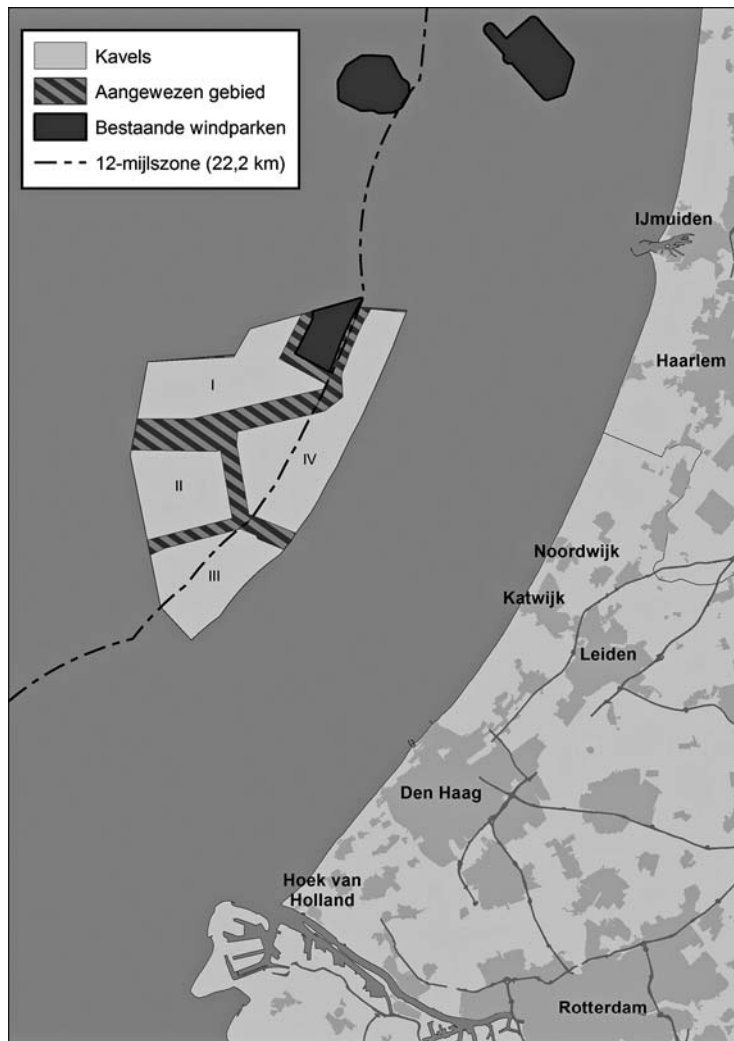 Kavels
Aangewezen gebied
Bestaande windparken
12-mijlszone (22,2 km)
IJmuiden
Haarlem
I
IV
II
Noordwijk
III
Katwijk
Leiden
Den Haag
Hoek van
Holland
Rotterdam